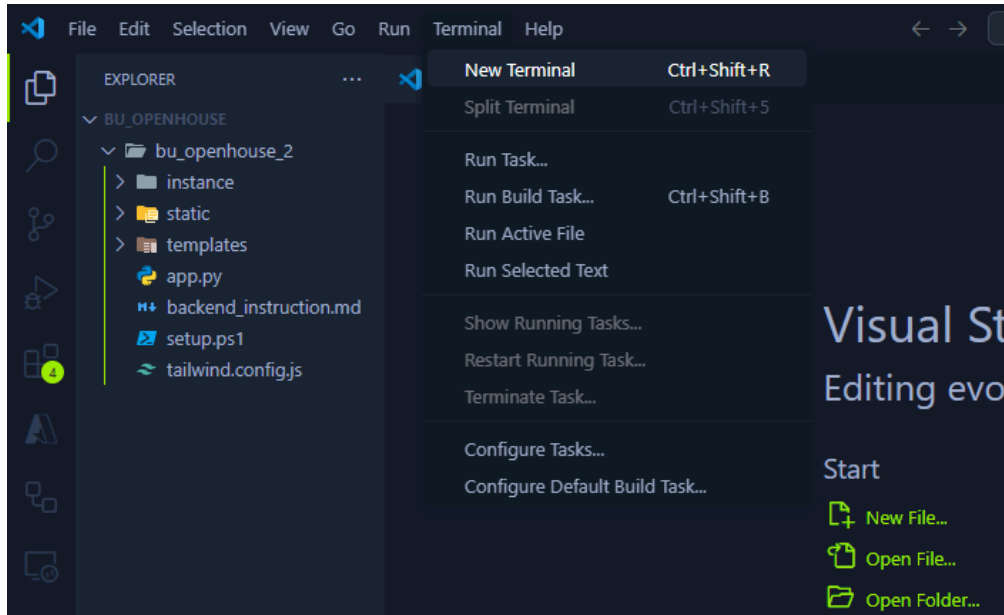 File Edit Selection View Go Run Terminal Help
EXPLORER ...
BU_OPENHOUSE
bu_openhouse_2
instance
static
templates
app.py
backend_instruction.md
setup.ps1
tailwind.config.js
4
New Terminal Ctrl+Shift+R
Split Terminal Ctrl+Shift+5
Run Task...
Run Build Task... Ctrl+Shift+B
Run Active File
Run Selected Text
Show Running Tasks...
Restart Running Task...
Terminate Task...
Configure Tasks...
Configure Default Build Task...
Visual St
Editing evo
Start
New File...
Open File...
Open Folder...